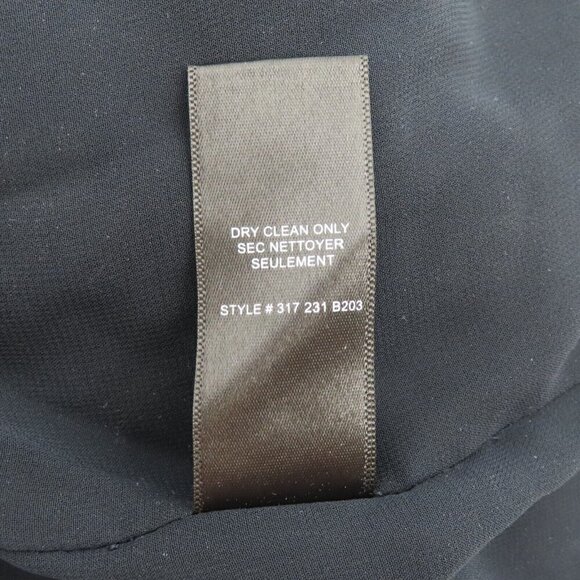 DRY CLEAN ONLY
SEC NETTOYER
SEULEMENT
STYLE # 317 231 B203